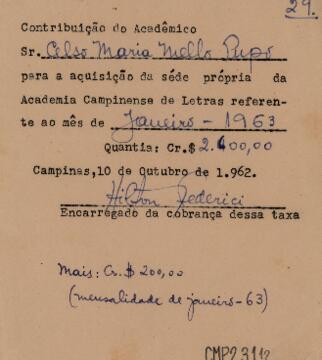 29.
Contribuição do Acadêmico
Sr. Celso Maria Mello Pupo
para a aquisição da séde própria da
Academia Campinense de Letras referen-
te ao mês de Janeiro - 1963
Quantia: Cr.$ 2.600,00
Campinas, 10 de Outubro de 1.962.
Hilton Federici
Encarregado da cobrança dessa taxa
Mais: Cr.$ 200,00
(mensalidade de janeiro-63)